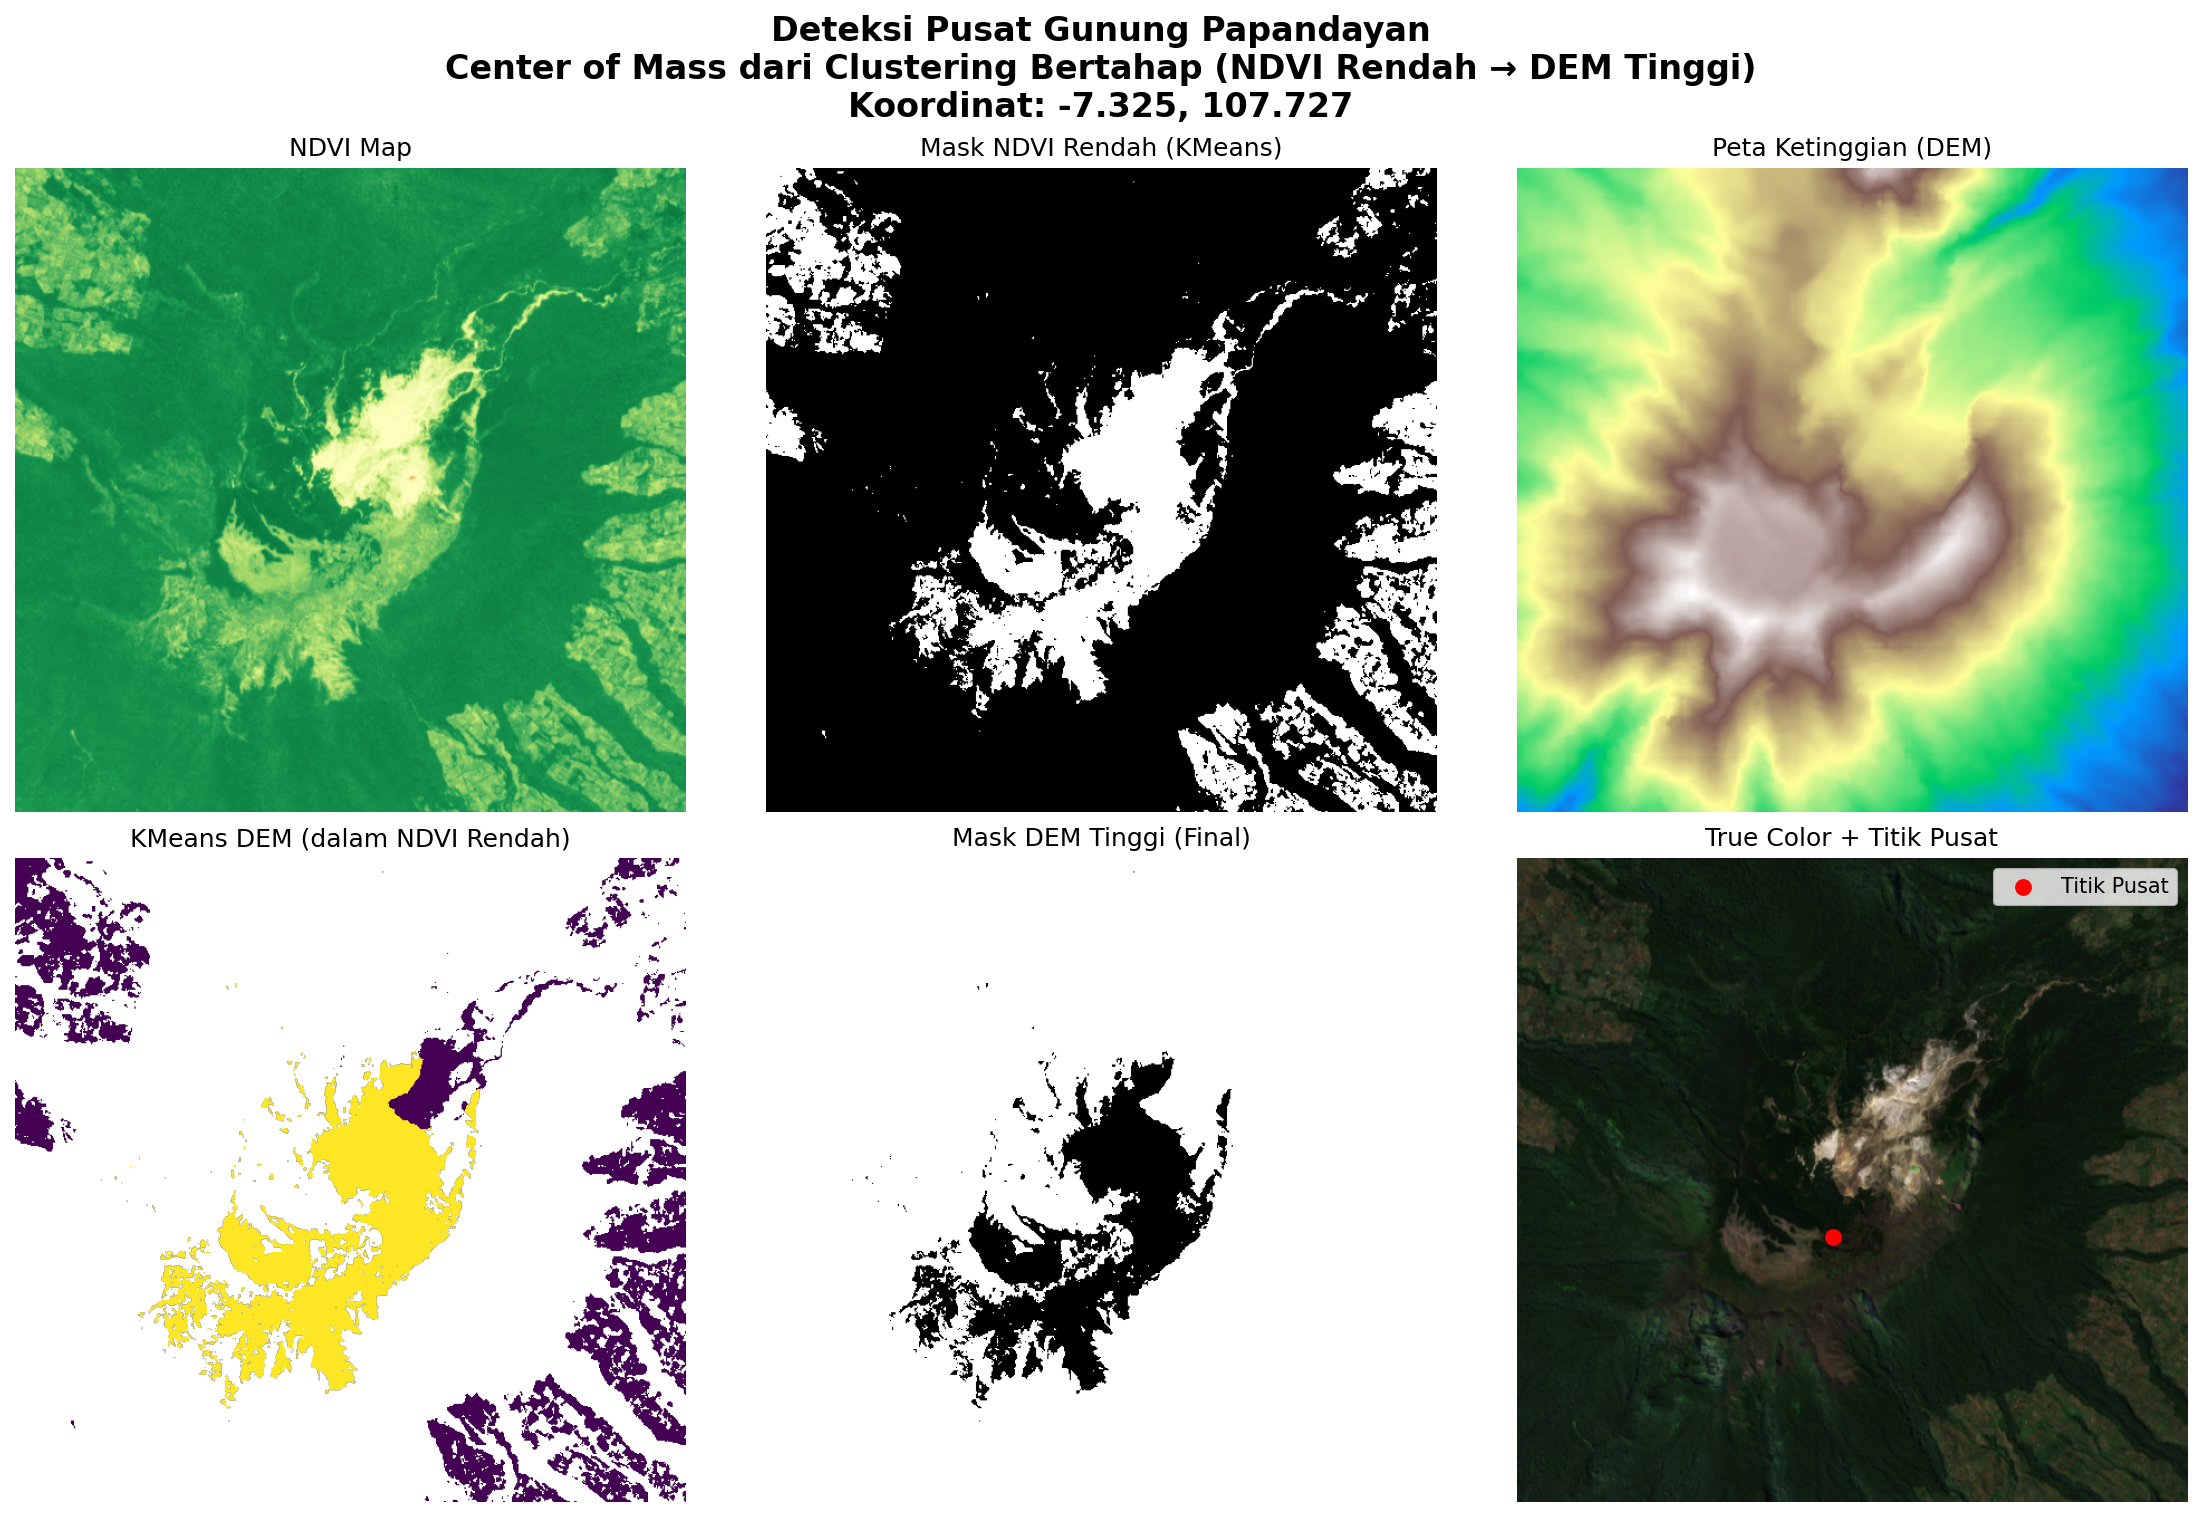 Deteksi Pusat Gunung Papandayan
Center of Mass dari Clustering Bertahap (NDVI Rendah → DEM Tinggi)
Koordinat: -7.325, 107.727
NDVI Map
Mask NDVI Rendah (KMeans)
Peta Ketinggian (DEM)
KMeans DEM (dalam NDVI Rendah)
Mask DEM Tinggi (Final)
True Color + Titik Pusat
Titik Pusat